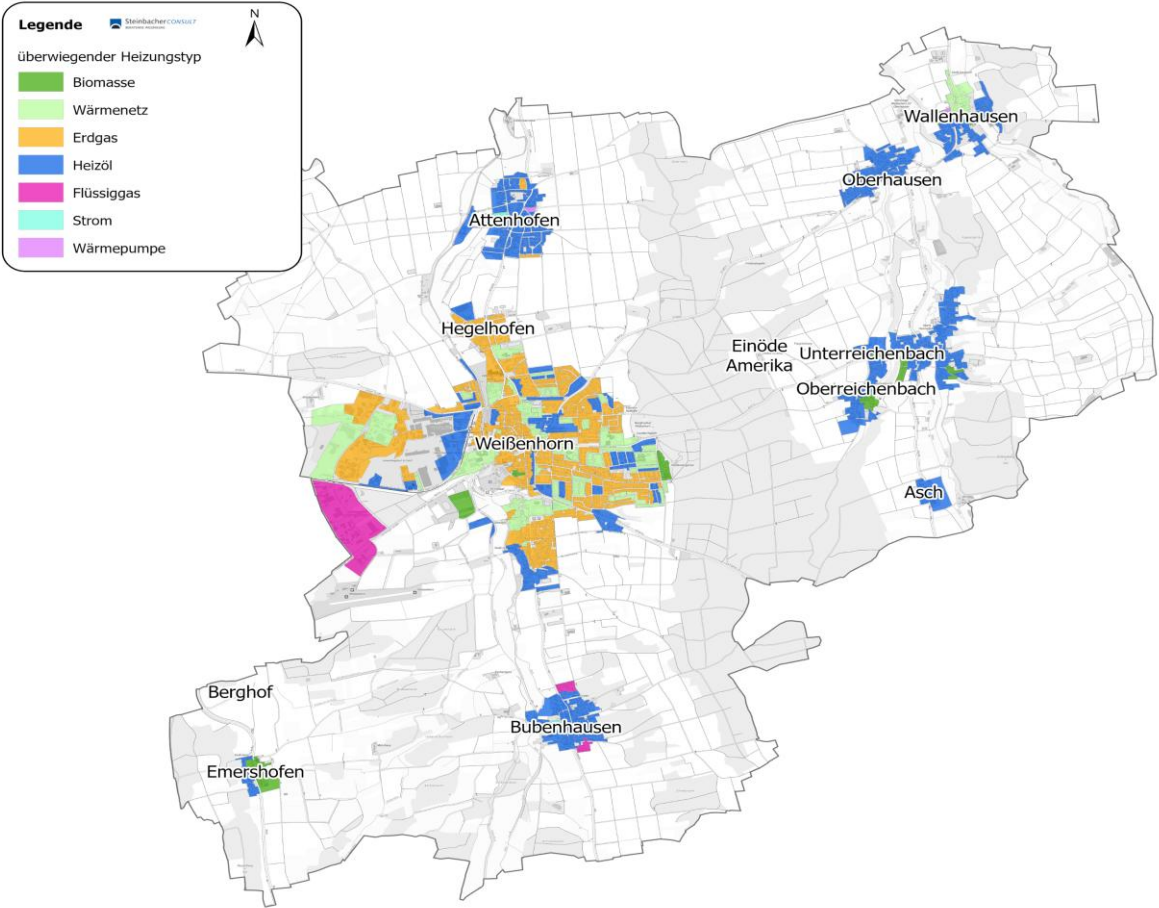 Legende
SteinbacherCONSULT
N
überwiegender Heizungstyp
Biomasse
Wärmenetz
Erdgas
Heizöl
Flüssiggas
Strom
Wärmepumpe
Wallenhausen
Oberhausen
Attenhofen
Hegelhofen
Einöde
Amerika
Unterreichenbach
Oberreichenbach
Weißenhorn
Asch
Berghof
Bubenhausen
Emershofen